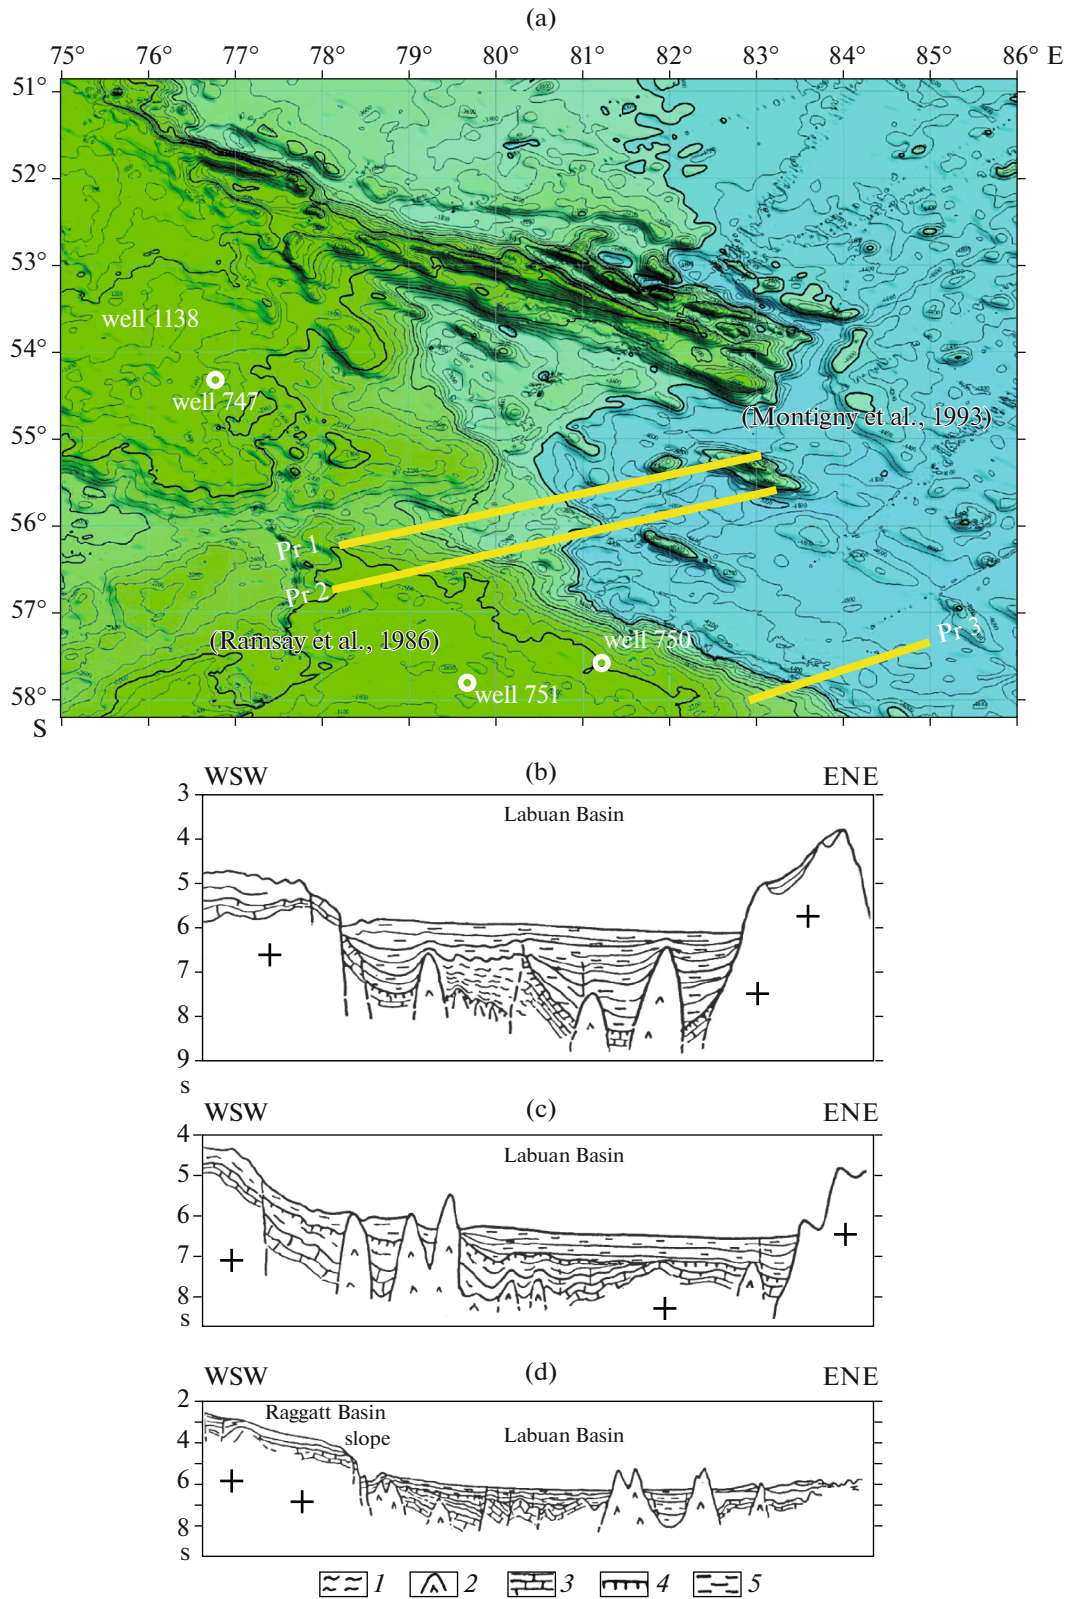 (a)
75° 76° 77° 78° 79° 80° 81° 82° 83° 84° 85° 86° E
51°
52°
53°
54°
55°
56°
57°
58°
S
well 1138
well 747
(Montigny et al., 1993)
Pr 1
Pr 2
(Ramsay et al., 1986)
well 750
Pr 3
well 751
WSW (b) ENE
Labuan Basin
3
4
5
6
7
8
9
s
WSW (c) ENE
Labuan Basin
4
5
6
7
8
s
WSW (d) ENE
Raggatt Basin
slope
Labuan Basin
2
4
6
8
s
1 2 3 4 5